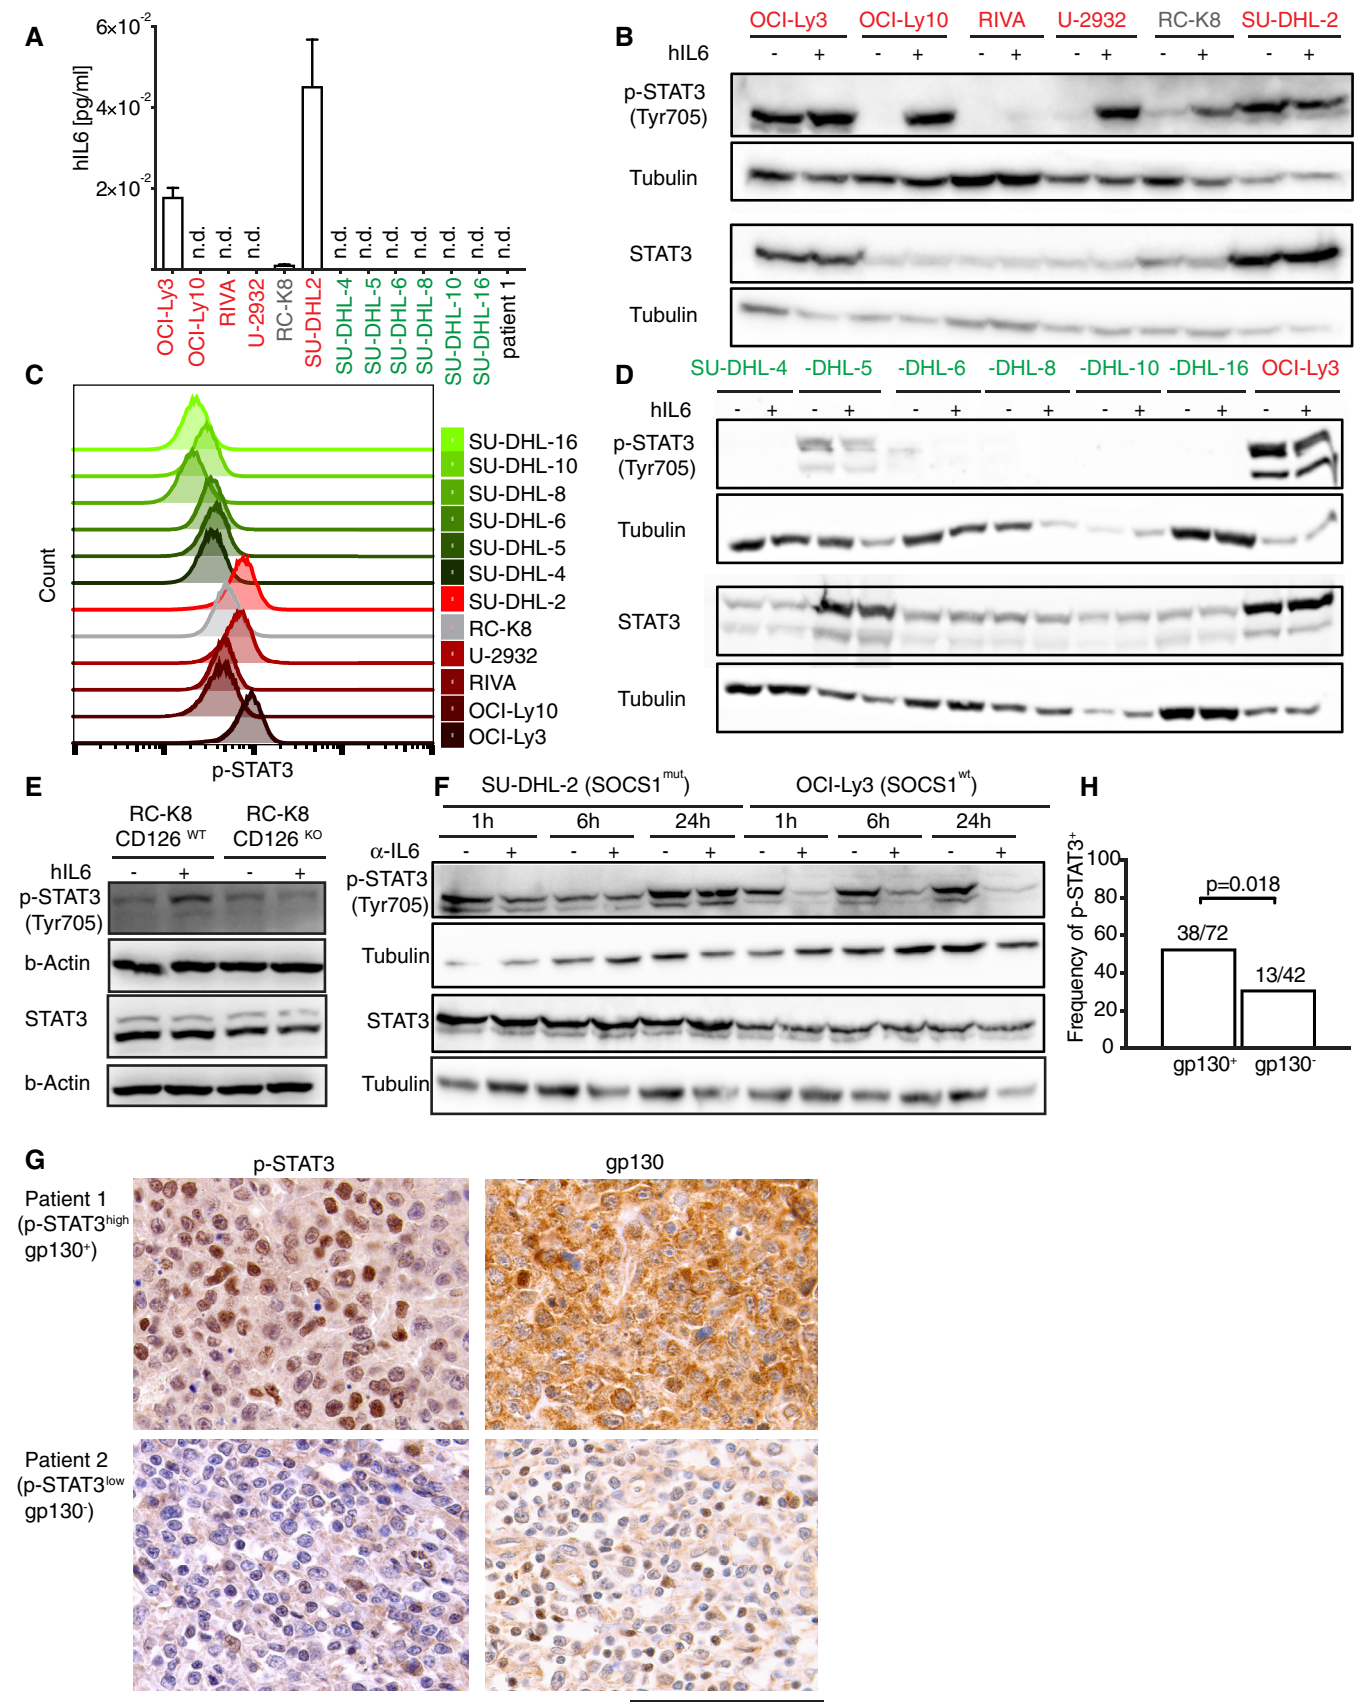 A
hIL6 [pg/ml]
6×10⁻²
4×10⁻²
2×10⁻²
n.d. n.d. n.d. n.d. n.d. n.d. n.d. n.d. n.d. n.d.
OCI-Ly3 OCI-Ly10 RIVA U-2932 RC-K8 SU-DHL2 SU-DHL-4 SU-DHL-5 SU-DHL-6 SU-DHL-8 SU-DHL-10 SU-DHL-16 patient 1
B
OCI-Ly3 OCI-Ly10 RIVA U-2932 RC-K8 SU-DHL-2
hIL6 - + - + - + - + - + - +
p-STAT3
(Tyr705)
Tubulin
STAT3
Tubulin
C
Count
p-STAT3
SU-DHL-16
SU-DHL-10
SU-DHL-8
SU-DHL-6
SU-DHL-5
SU-DHL-4
SU-DHL-2
RC-K8
U-2932
RIVA
OCI-Ly10
OCI-Ly3
D
SU-DHL-4 -DHL-5 -DHL-6 -DHL-8 -DHL-10 -DHL-16 OCI-Ly3
hIL6 - + - + - + - + - + - + - +
p-STAT3
(Tyr705)
Tubulin
STAT3
Tubulin
E
RC-K8 RC-K8
CD126 WT CD126 KO
hIL6 - + - +
p-STAT3
(Tyr705)
b-Actin
STAT3
b-Actin
F
SU-DHL-2 (SOCS1mut) OCI-Ly3 (SOCS1wt)
1h 6h 24h 1h 6h 24h
α-IL6 - + - + - + - + - + - +
p-STAT3
(Tyr705)
Tubulin
STAT3
Tubulin
H
Frequency of p-STAT3⁺
100
80
60
40
20
0
p=0.018
38/72
13/42
gp130⁺ gp130⁻
G
p-STAT3 gp130
Patient 1
(p-STAT3high
gp130⁺)
Patient 2
(p-STAT3low
gp130⁻)